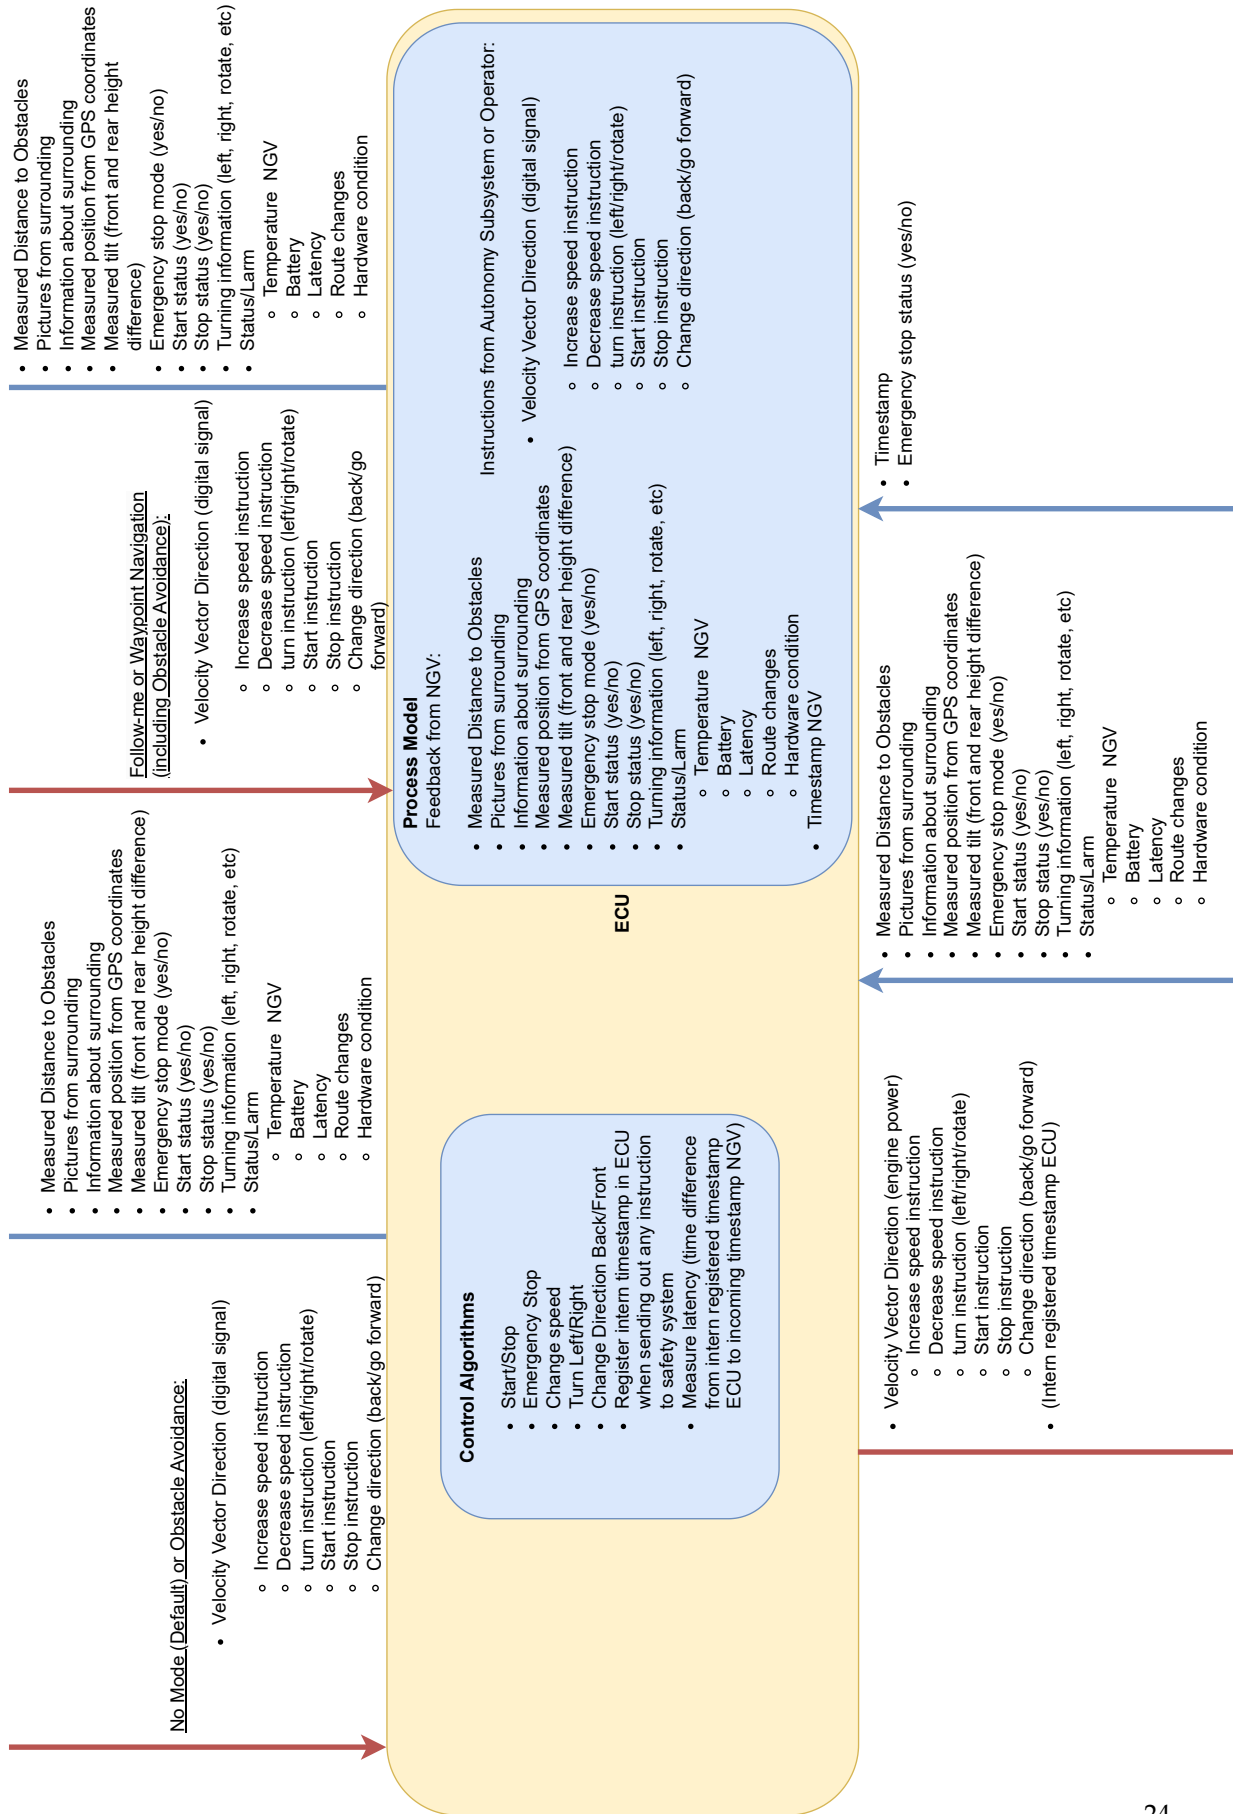 No Mode (Default) or Obstacle Avoidance:
• Velocity Vector Direction (digital signal)
◦ Increase speed instruction
◦ Decrease speed instruction
◦ turn instruction (left/right/rotate)
◦ Start instruction
◦ Stop instruction
◦ Change direction (back/go forward)
• Measured Distance to Obstacles
• Pictures from surrounding
• Information about surrounding
• Measured position from GPS coordinates
• Measured tilt (front and rear height difference)
• Emergency stop mode (yes/no)
• Start status (yes/no)
• Stop status (yes/no)
• Turning information (left, right, rotate, etc)
• Status/Larm
◦ Temperature NGV
◦ Battery
◦ Latency
◦ Route changes
◦ Hardware condition
Follow-me or Waypoint Navigation
(including Obstacle Avoidance):
• Velocity Vector Direction (digital signal)
◦ Increase speed instruction
◦ Decrease speed instruction
◦ turn instruction (left/right/rotate)
◦ Start instruction
◦ Stop instruction
◦ Change direction (back/go
forward)
• Measured Distance to Obstacles
• Pictures from surrounding
• Information about surrounding
• Measured position from GPS coordinates
• Measured tilt (front and rear height
difference)
• Emergency stop mode (yes/no)
• Start status (yes/no)
• Stop status (yes/no)
• Turning information (left, right, rotate, etc)
• Status/Larm
◦ Temperature NGV
◦ Battery
◦ Latency
◦ Route changes
◦ Hardware condition
Control Algorithms
• Start/Stop
• Emergency Stop
• Change speed
• Turn Left/Right
• Change Direction Back/Front
• Register intern timestamp in ECU
when sending out any instruction
to safety system
• Measure latency (time difference
from intern registered timestamp
ECU to incoming timestamp NGV)
ECU
Process Model
Feedback from NGV:
• Measured Distance to Obstacles
• Pictures from surrounding
• Information about surrounding
• Measured position from GPS coordinates
• Measured tilt (front and rear height difference)
• Emergency stop mode (yes/no)
• Start status (yes/no)
• Stop status (yes/no)
• Turning information (left, right, rotate, etc)
• Status/Larm
◦ Temperature NGV
◦ Battery
◦ Latency
◦ Route changes
◦ Hardware condition
• Timestamp NGV
Instructions from Autonomy Subsystem or Operator:
• Velocity Vector Direction (digital signal)
◦ Increase speed instruction
◦ Decrease speed instruction
◦ turn instruction (left/right/rotate)
◦ Start instruction
◦ Stop instruction
◦ Change direction (back/go forward)
• Velocity Vector Direction (engine power)
◦ Increase speed instruction
◦ Decrease speed instruction
◦ turn instruction (left/right/rotate)
◦ Start instruction
◦ Stop instruction
◦ Change direction (back/go forward)
• (Intern registered timestamp ECU)
• Measured Distance to Obstacles
• Pictures from surrounding
• Information about surrounding
• Measured position from GPS coordinates
• Measured tilt (front and rear height difference)
• Emergency stop mode (yes/no)
• Start status (yes/no)
• Stop status (yes/no)
• Turning information (left, right, rotate, etc)
• Status/Larm
◦ Temperature NGV
◦ Battery
◦ Latency
◦ Route changes
◦ Hardware condition
• Timestamp
• Emergency stop status (yes/no)
24